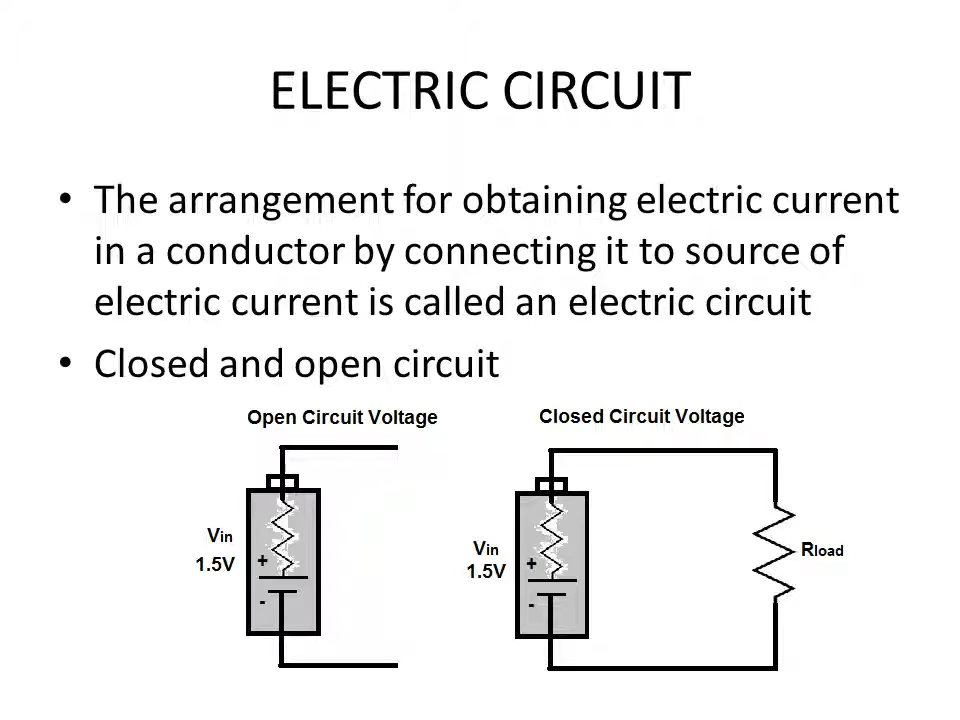 ELECTRIC CIRCUIT
• The arrangement for obtaining electric current
in a conductor by connecting it to source of
electric current is called an electric circuit
• Closed and open circuit
Open Circuit Voltage
Vin
1.5V
+
-
Closed Circuit Voltage
Vin
1.5V
+
-
Rload